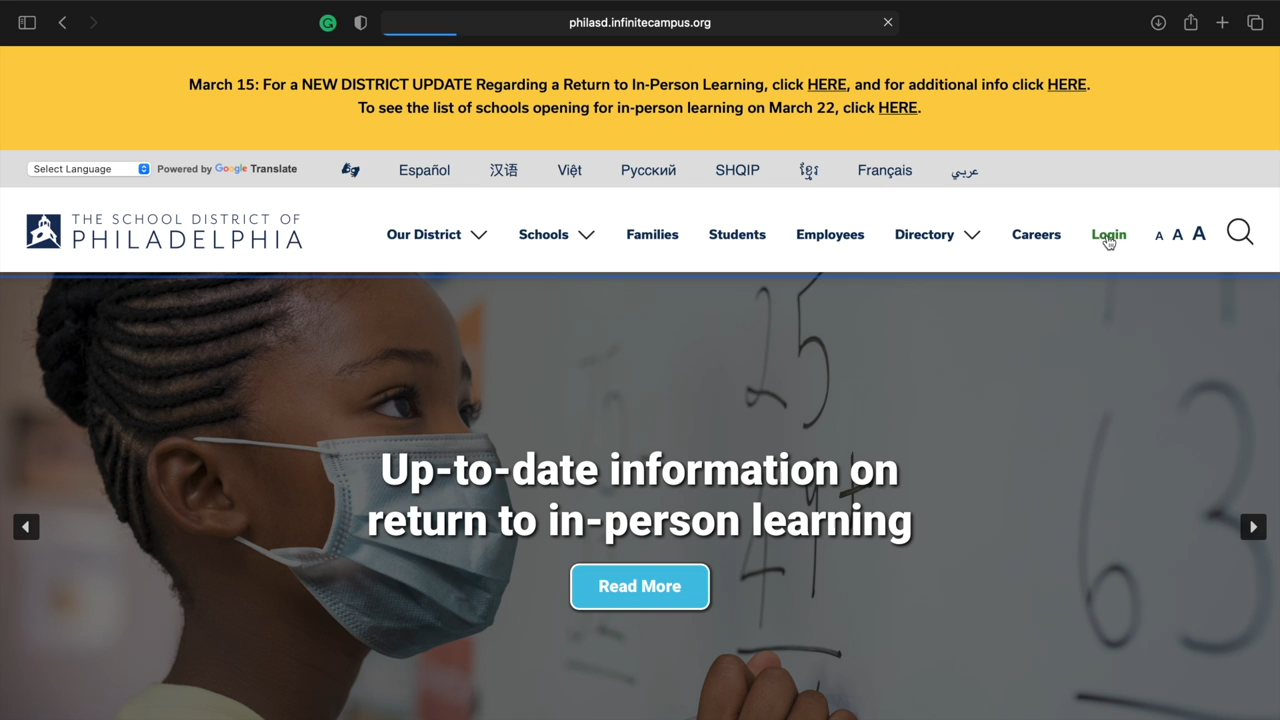 philasd.infinitecampus.org
March 15: For a NEW DISTRICT UPDATE Regarding a Return to In-Person Learning, click HERE, and for additional info click HERE.
To see the list of schools opening for in-person learning on March 22, click HERE.
Select Language Powered by Google Translate Español 汉语 Việt Русский SHQIP ខ្មែរ Français عربي
THE SCHOOL DISTRICT OF
PHILADELPHIA
Our District Schools Families Students Employees Directory Careers Login A A A
25
49+
63
Up-to-date information on
return to in-person learning
Read More